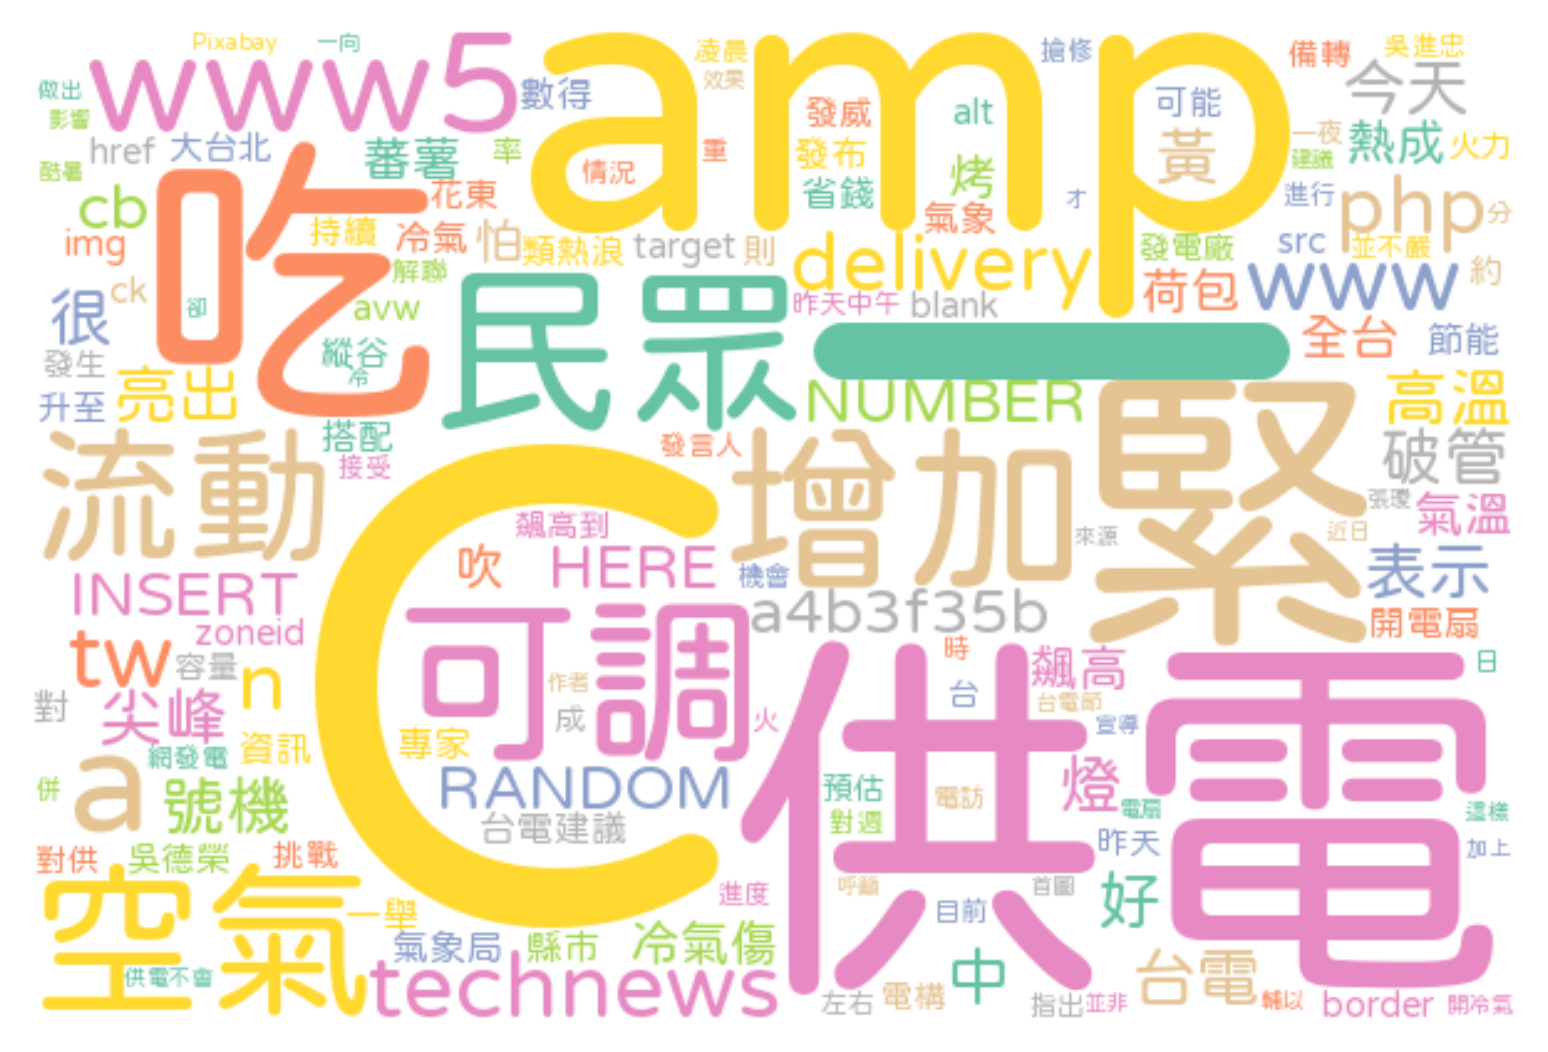 Pixabay
一向
凌晨
搶修
備轉
吳進忠
做出
www5
數得
amp
效果
今天
影響
發威
alt
可能
href
大台北
蕃薯
率
重
發布
黃
一夜
熱成
火力
建議
酷暑
吃
情況
省錢
烤
才
進行
php
分
cb
花東
氣象
img
持續
冷氣
怕
類熱浪
target
則
delivery
發電廠
src
並不嚴
解聯
ck
avw
民眾
昨天中午
blank
荷包
www
約
很
卻
縱谷
一
全台
節能
發生
冷
亮出
升至
NUMBER
緊
高溫
搭配
發言人
增加
破管
流動
接受
C
張瓊
氣溫
飆高到
來源
近日
吹
HERE
機會
表示
INSERT
可調
a4b3f35b
開電扇
zoneid
tw
容量
n
時
飆高
日
對
尖峰
作者
成
火
供電
台
台電節
宣導
網發電
資訊
專家
併
a
號機
RANDOM
預估
電訪
燈
電扇
這樣
台電建議
對週
昨天
加上
對供
吳德榮
挑戰
空氣
一舉
進度
呼籲
首圖
好
目前
氣象局
縣市
冷氣傷
供電不會
technews
中
台電
左右
電構
指出
並非
輔以
border
開冷氣